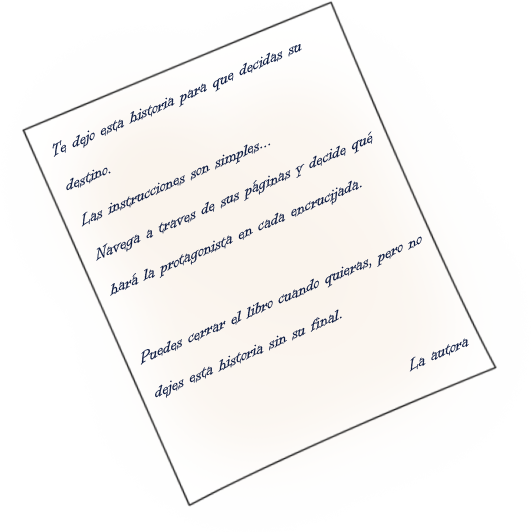 Te dejo esta historia para que decidas su
destino.
Las instrucciones son simples...
Navega a traves de sus páginas y decide qué
hará la protagonista en cada encrucijada.
Puedes cerrar el libro cuando quieras, pero no
dejes esta historia sin su final.
La autora